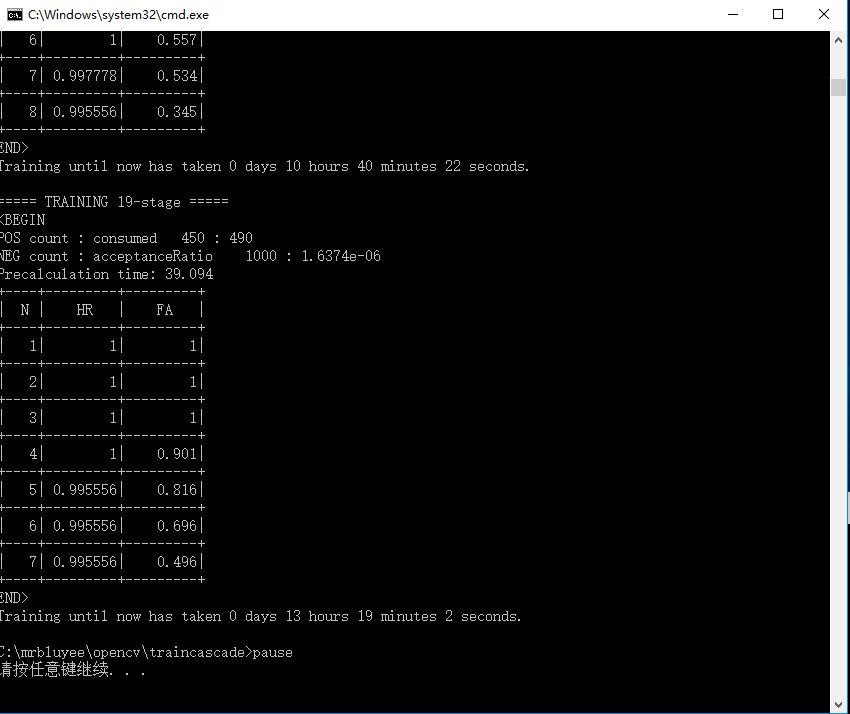 C:\Windows\system32\cmd.exe
| 6| 1| 0.557|
+----+---------+---------+
| 7| 0.997778| 0.534|
+----+---------+---------+
| 8| 0.995556| 0.345|
+----+---------+---------+
END>
Training until now has taken 0 days 10 hours 40 minutes 22 seconds.
===== TRAINING 19-stage =====
<BEGIN
POS count : consumed 450 : 490
NEG count : acceptanceRatio 1000 : 1.6374e-06
Precalculation time: 39.094
+----+---------+---------+
| N | HR | FA |
+----+---------+---------+
| 1| 1| 1|
+----+---------+---------+
| 2| 1| 1|
+----+---------+---------+
| 3| 1| 1|
+----+---------+---------+
| 4| 1| 0.901|
+----+---------+---------+
| 5| 0.995556| 0.816|
+----+---------+---------+
| 6| 0.995556| 0.696|
+----+---------+---------+
| 7| 0.995556| 0.496|
+----+---------+---------+
END>
Training until now has taken 0 days 13 hours 19 minutes 2 seconds.
C:\mrbluyee\opencv\traincascade>pause
请按任意键继续. . .